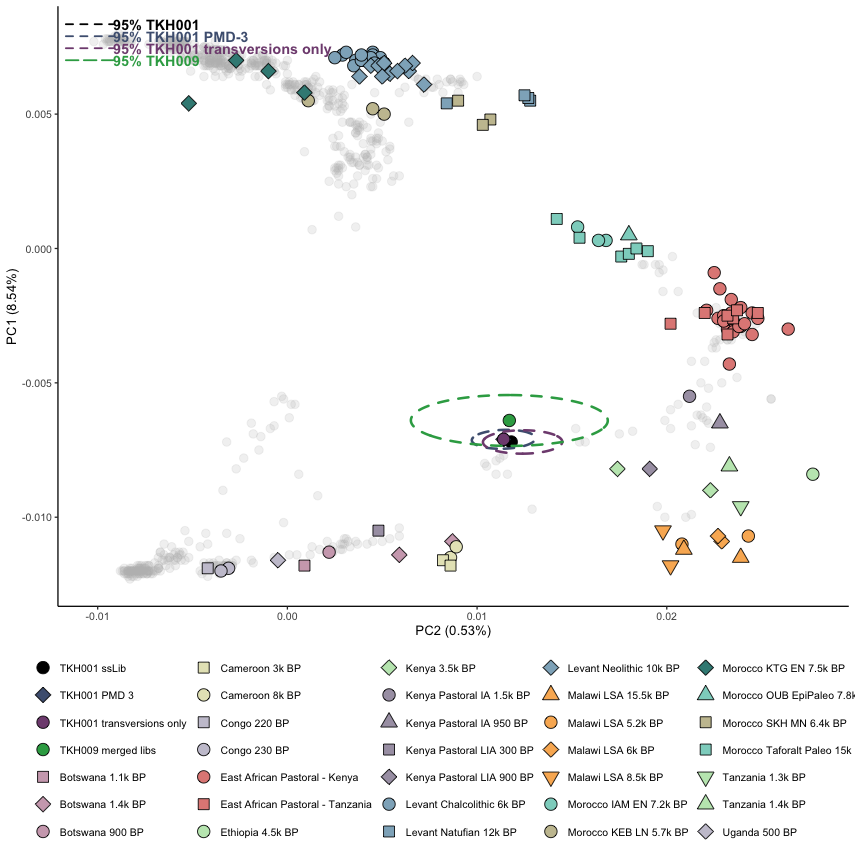 95% TKH001
95% TKH001 PMD-3
95% TKH001 transversions only
95% TKH009
0.005
0.000
-0.005
-0.010
PC1 (8.54%)
-0.01
0.00
0.01
0.02
PC2 (0.53%)
TKH001 ssLib
TKH001 PMD 3
TKH001 transversions only
TKH009 merged libs
Botswana 1.1k BP
Botswana 1.4k BP
Botswana 900 BP
Cameroon 3k BP
Cameroon 8k BP
Congo 220 BP
Congo 230 BP
East African Pastoral - Kenya
East African Pastoral - Tanzania
Ethiopia 4.5k BP
Kenya 3.5k BP
Kenya Pastoral IA 1.5k BP
Kenya Pastoral IA 950 BP
Kenya Pastoral LIA 300 BP
Kenya Pastoral LIA 900 BP
Levant Chalcolithic 6k BP
Levant Natufian 12k BP
Levant Neolithic 10k BP
Malawi LSA 15.5k BP
Malawi LSA 5.2k BP
Malawi LSA 6k BP
Malawi LSA 8.5k BP
Morocco IAM EN 7.2k BP
Morocco KEB LN 5.7k BP
Morocco KTG EN 7.5k BP
Morocco OUB EpiPaleo 7.8k
Morocco SKH MN 6.4k BP
Morocco Taforalt Paleo 15k
Tanzania 1.3k BP
Tanzania 1.4k BP
Uganda 500 BP